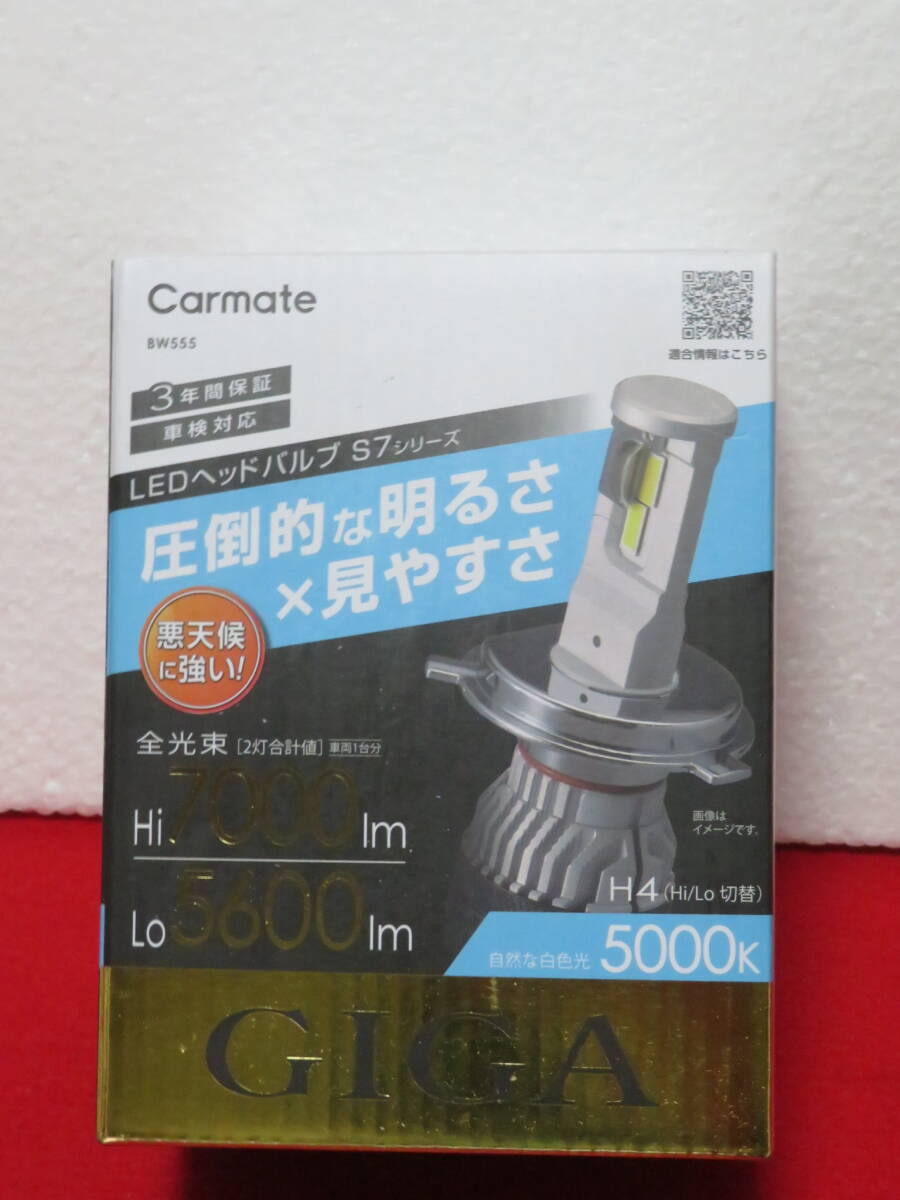 Carmate
BW555
適合情報はこちら
3年間保証
車検対応
LEDヘッドバルブ S7シリーズ
圧倒的な明るさ
×見やすさ
悪天候
に強い!
全光束 [2灯合計値] 車両1台分
Hi 7000 lm
Lo 5600 lm
画像は
イメージです。
H4 (Hi/Lo 切替)
自然な白色光 5000K
GIGA